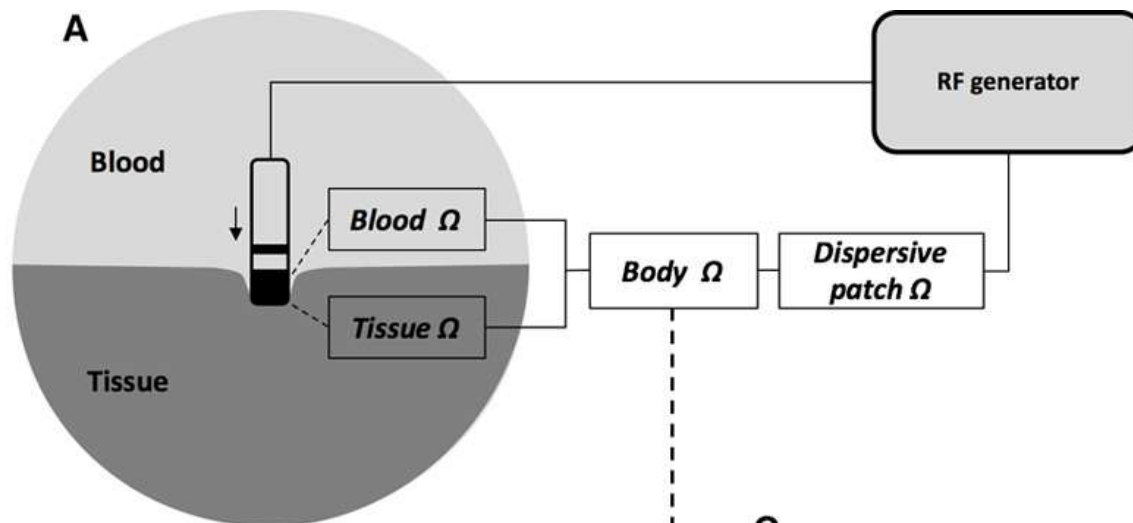 A
RF generator
Blood
Blood Ω
Body Ω
Dispersive
patch Ω
Tissue Ω
Tissue